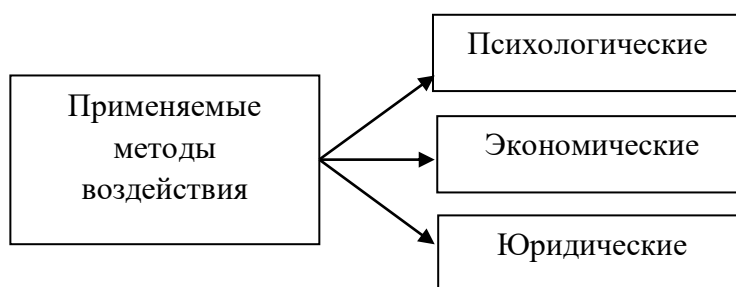 Применяемые
методы
воздействия
Психологические
Экономические
Юридические